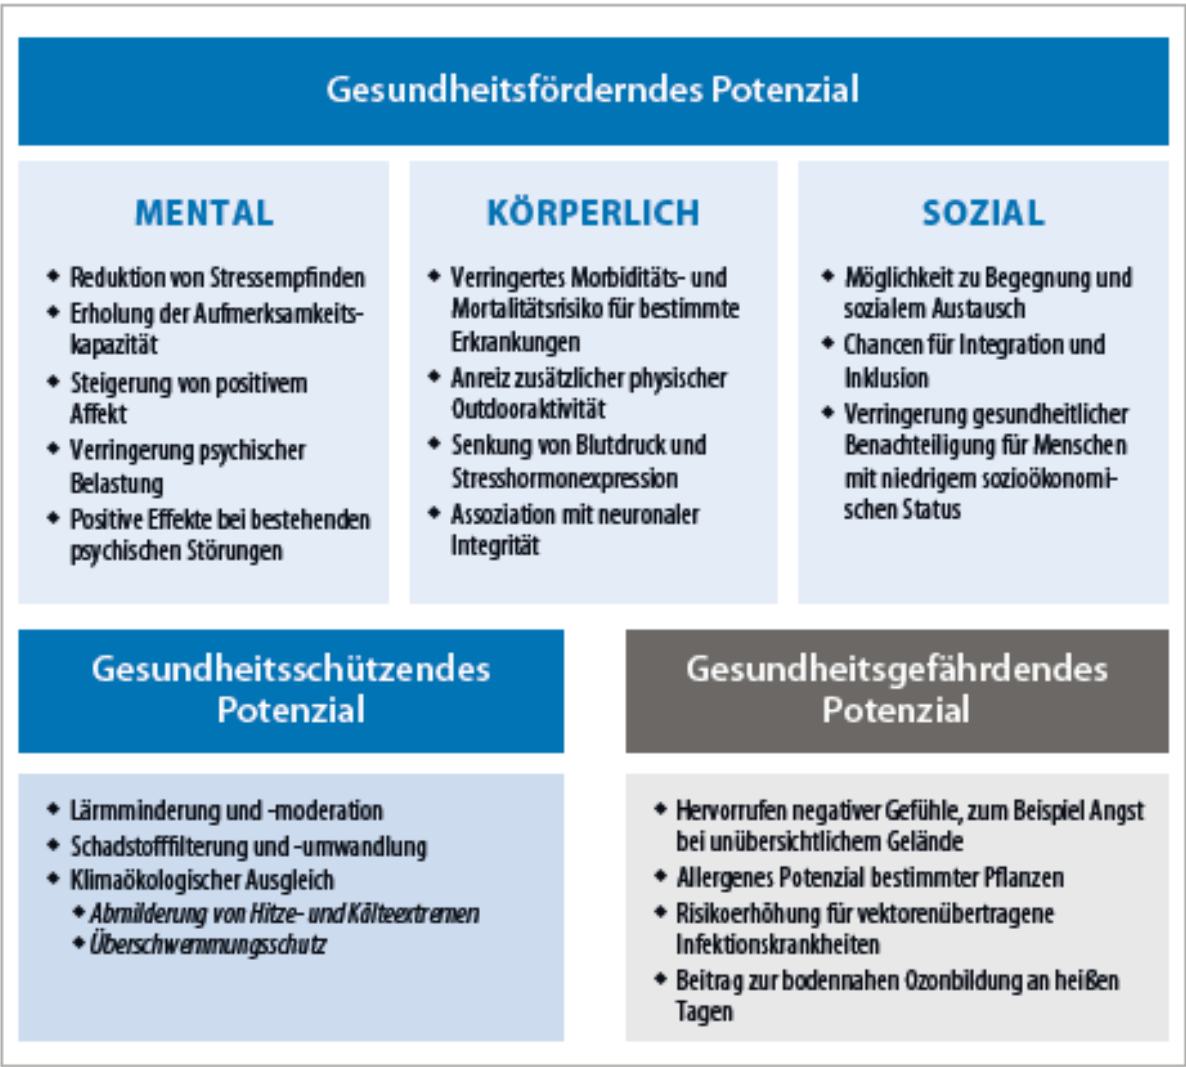 Gesundheitsförderndes Potenzial
MENTAL
◆ Reduktion von Stressempfinden
◆ Erholung der Aufmerksamkeits-
kapazität
◆ Steigerung von positivem
Affekt
◆ Verringerung psychischer
Belastung
◆ Positive Effekte bei bestehenden
psychischen Störungen
KÖRPERLICH
◆ Verringertes Morbiditäts- und
Mortalitätsrisiko für bestimmte
Erkrankungen
◆ Anreiz zusätzlicher physischer
Outdooraktivität
◆ Senkung von Blutdruck und
Stresshormonexpression
◆ Assoziation mit neuronaler
Integrität
SOZIAL
◆ Möglichkeit zu Begegnung und
sozialem Austausch
◆ Chancen für Integration und
Inklusion
◆ Verringerung gesundheitlicher
Benachteiligung für Menschen
mit niedrigem sozioökonomi-
schen Status
Gesundheitsschützendes
Potenzial
◆ Lärmminderung und -moderation
◆ Schadstofffilterung und -umwandlung
◆ Klimaökologischer Ausgleich
◆ Abmilderung von Hitze- und Kälteextremen
◆ Überschwemmungsschutz
Gesundheitsgefährdendes
Potenzial
◆ Hervorrufen negativer Gefühle, zum Beispiel Angst
bei unübersichtlichem Gelände
◆ Allergenes Potenzial bestimmter Pflanzen
◆ Risikoerhöhung für vektorenübertragene
Infektionskrankheiten
◆ Beitrag zur bodennahen Ozonbildung an heißen
Tagen